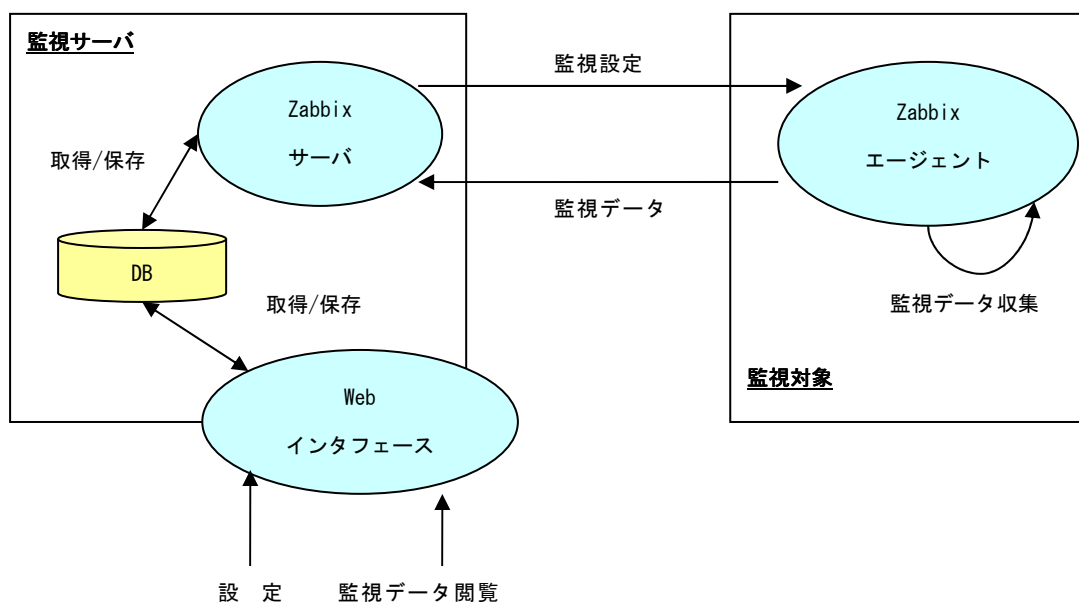 監視サーバ
Zabbix
サーバ
取得/保存
DB
取得/保存
Web
インタフェース
設　定
監視データ閲覧
監視設定
監視データ
Zabbix
エージェント
監視データ収集
監視対象